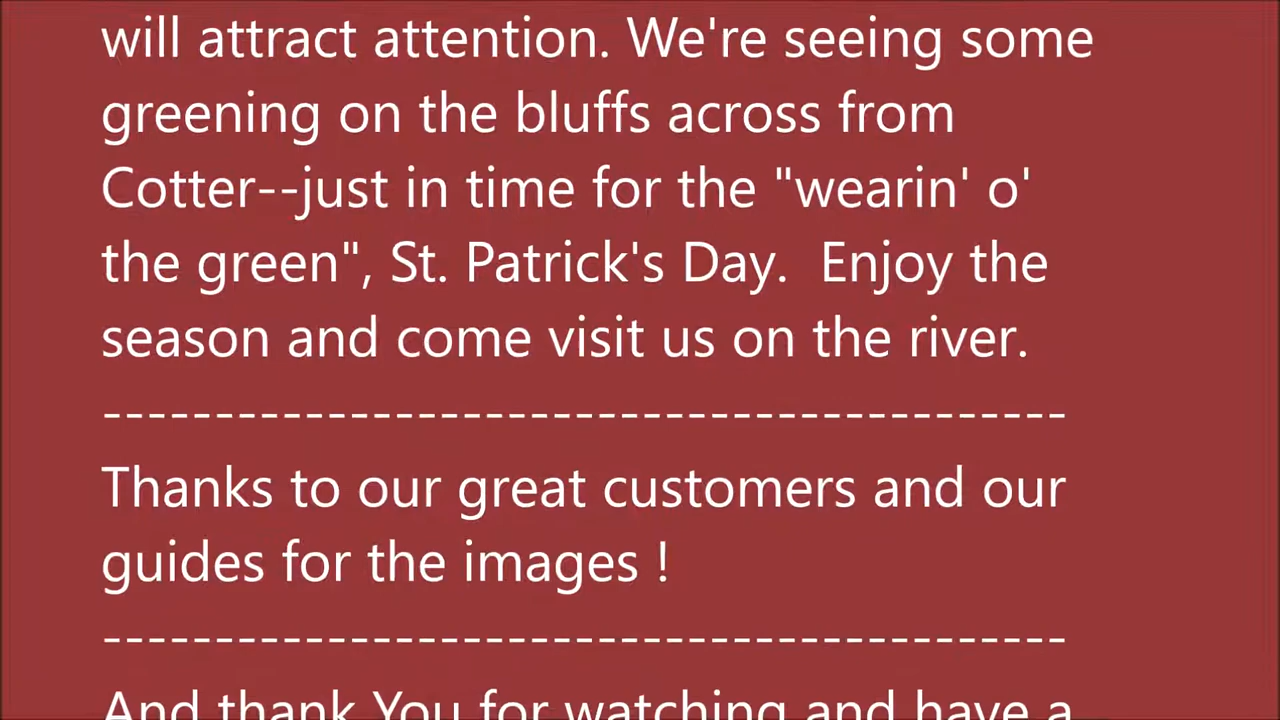 will attract attention. We're seeing some
greening on the bluffs across from
Cotter--just in time for the "wearin' o'
the green", St. Patrick's Day.  Enjoy the
season and come visit us on the river.
-------------------------------------------
Thanks to our great customers and our
guides for the images !
-------------------------------------------
And thank You for watching and have a